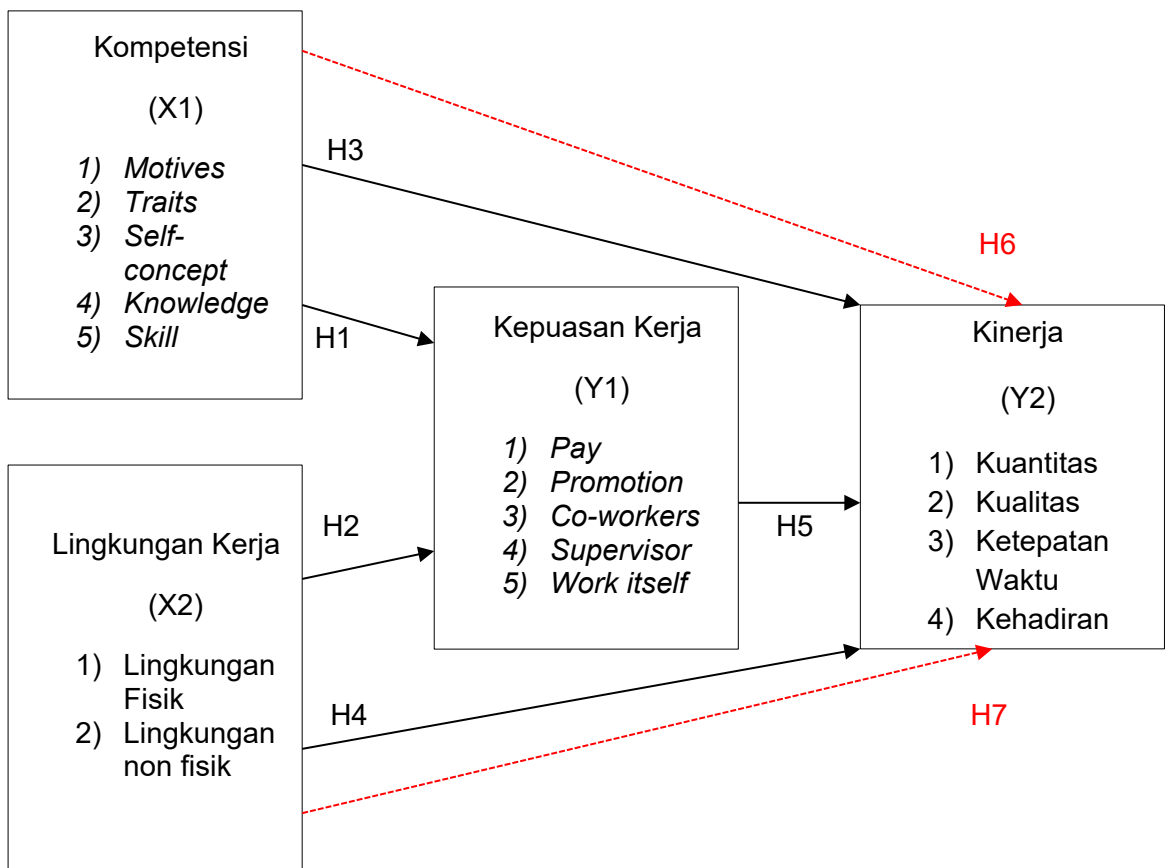 Kompetensi
(X1)
1) Motives
2) Traits
3) Self-
concept
4) Knowledge
5) Skill
H3
H6
H1
Kepuasan Kerja
(Y1)
1) Pay
2) Promotion
3) Co-workers
4) Supervisor
5) Work itself
Kinerja
(Y2)
1) Kuantitas
2) Kualitas
3) Ketepatan
Waktu
4) Kehadiran
H5
H2
Lingkungan Kerja
(X2)
1) Lingkungan
Fisik
2) Lingkungan
non fisik
H4
H7